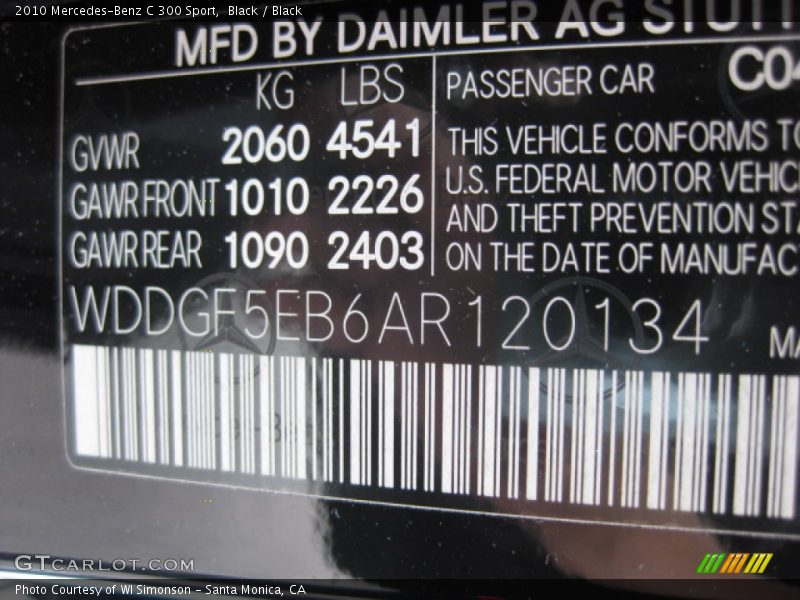 2010 Mercedes-Benz C 300 Sport, Black / Black
MFD BY DAIMLER AG
KG LBS
GVWR 2060 4541
GAWR FRONT 1010 2226
GAWR REAR 1090 2403
PASSENGER CAR
THIS VEHICLE CONFORMS
U.S. FEDERAL MOTOR
AND THEFT PREVENTION
ON THE DATE OF
WDDGF5EB6AR120134
GTCARLOT.COM
Photo Courtesy of WI Simonson - Santa Monica, CA